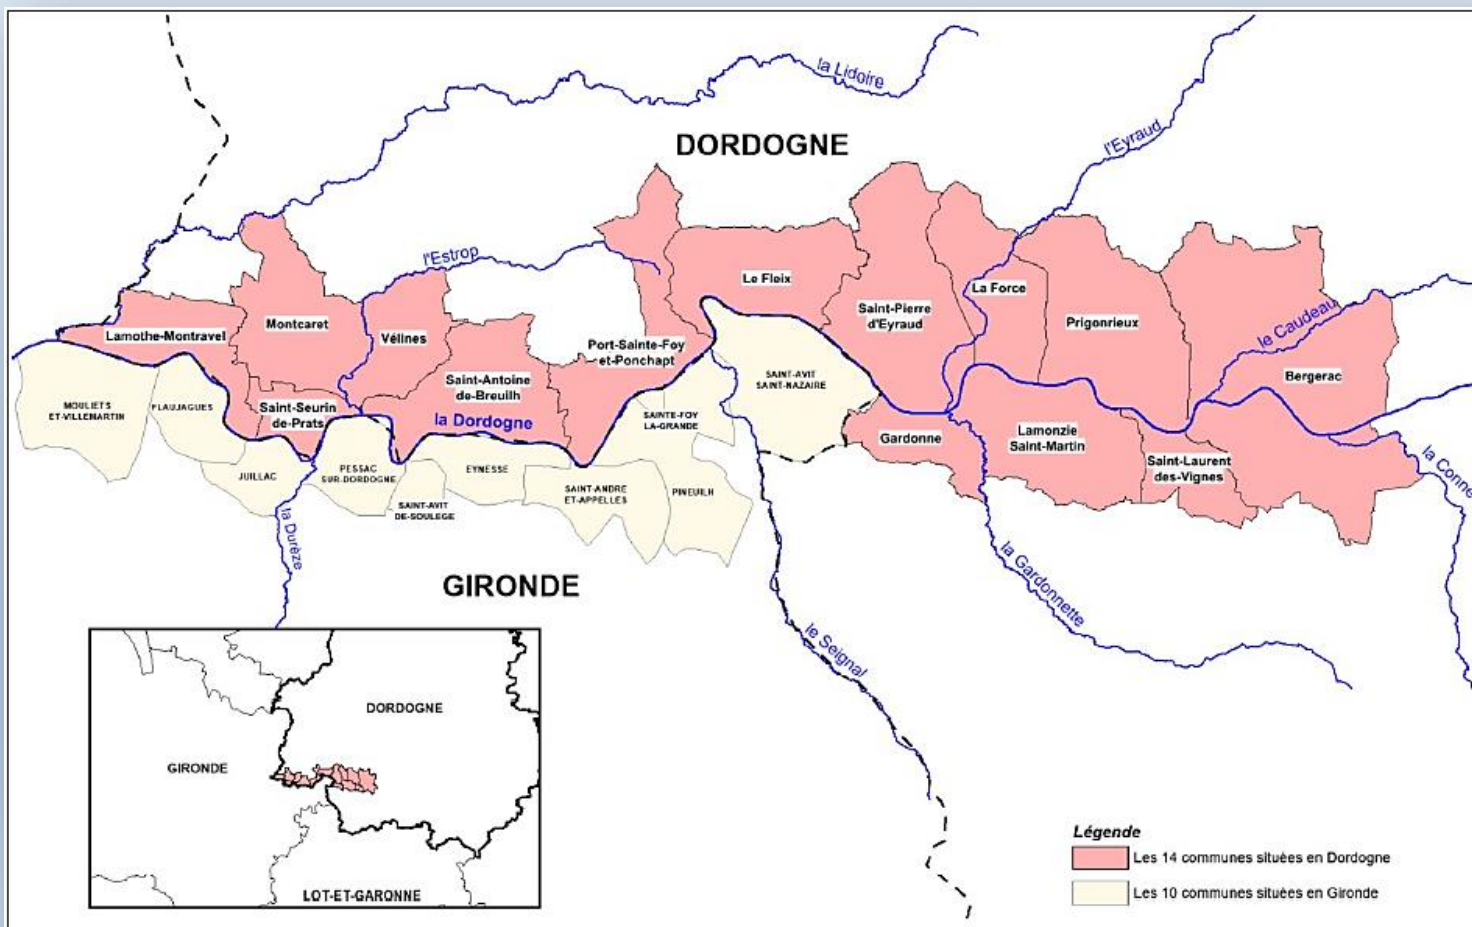 la Lidoire
DORDOGNE
l'Eyraud
l'Estrop
Le Fleix
La Force
Montcaret
Lamothe-Montravel
Vélines
Saint-Pierre
d'Eyraud
Prigonrieux
le Caudeau
Port-Sainte-Foy
et-Ponchapt
Bergerac
Saint-Antoine
de-Breuilh
SAINT-AVIT
SAINT-NAZAIRE
MOULIETS
ET-VILLEMARTIN
FLAUJAGUES
Saint-Seurin
de-Prats
la Dordogne
SAINTE-FOY
LA-GRANDE
Gardonne
Lamonzie
Saint-Martin
Saint-Laurent
des-Vignes
la Conne
JUILLAC
PESSAC
SUR-DORDOGNE
EYNESSE
SAINT-AVIT
DE-SOULEGE
SAINT-ANDRE
ET-APPELLES
PINEUILH
la Durèze
GIRONDE
la Gardonnette
le Seignal
DORDOGNE
GIRONDE
LOT-ET-GARONNE
Légende
Les 14 communes situées en Dordogne
Les 10 communes situées en Gironde